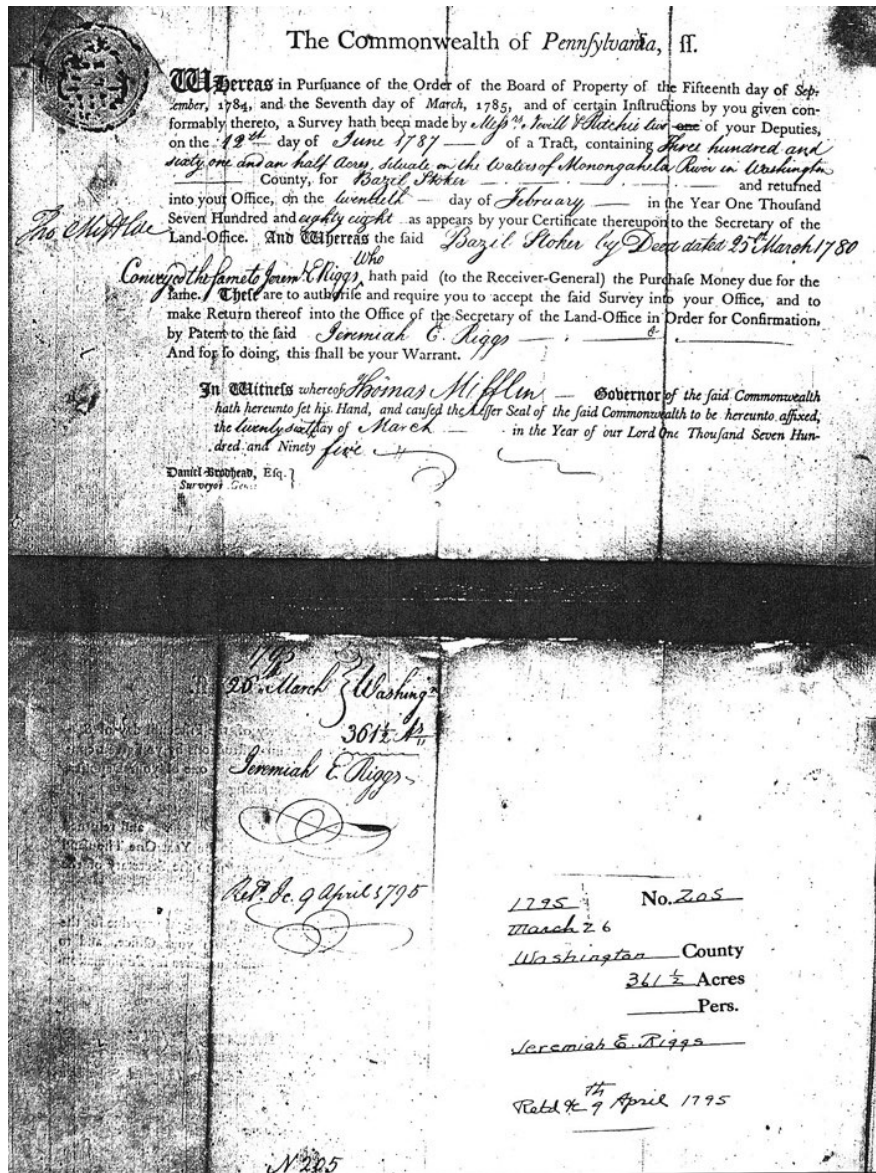 The Commonwealth of Pennſylvania, ſſ.
WHereas in Purſuance of the Order of the Board of Property of the Fifteenth day of Sep-
tember, 1784, and the Seventh day of March, 1785, and of certain Inſtructions by you given con-
formably thereto, a Survey hath been made by Meſs.rs Nevill & Ritchie two one of your Deputies,
on the 12th day of June 1787 — of a Tract, containing Three hundred and
sixty one and an half Acres, situate on the Waters of Monongahela River in Washington
County, for Bazil Stoker — and returned
into your Office, on the twentieth — day of February — in the Year One Thousand
Seven Hundred and eighty eight as appears by your Certificate thereupon to the Secretary of the
Land-Office. And Whereas the said Bazil Stoker by Deed dated 25th March 1780
Who
Conveyed the same to Jerem.h E Riggs, hath paid (to the Receiver-General) the Purchaſe Money due for the
ſame. Theſe are to authoriſe and require you to accept the ſaid Survey into your Office, and to
make Return thereof into the Office of the Secretary of the Land-Office in Order for Confirmation,
by Patent to the ſaid Jeremiah E. Riggs
And for ſo doing, this ſhall be your Warrant.
In Witneſs whereof Thomas Mifflin — Governor of the ſaid Commonwealth
hath hereunto ſet his Hand, and cauſed the Leſſer Seal of the ſaid Commonwealth to be hereunto affixed,
the twenty sixth day of March — in the Year of our Lord One Thouſand Seven Hun-
dred and Ninety five
Daniel Brodhead, Esq. }
Surveyor
1795
26th March } Washingn
361½ As
Jeremiah E. Riggs
Retd. &c. 9 April 1795
N 205
1795 No. 205
March 26
Washington County
361 ½ Acres
Pers.
Jeremiah E. Riggs
Retd &c 9th April 1795